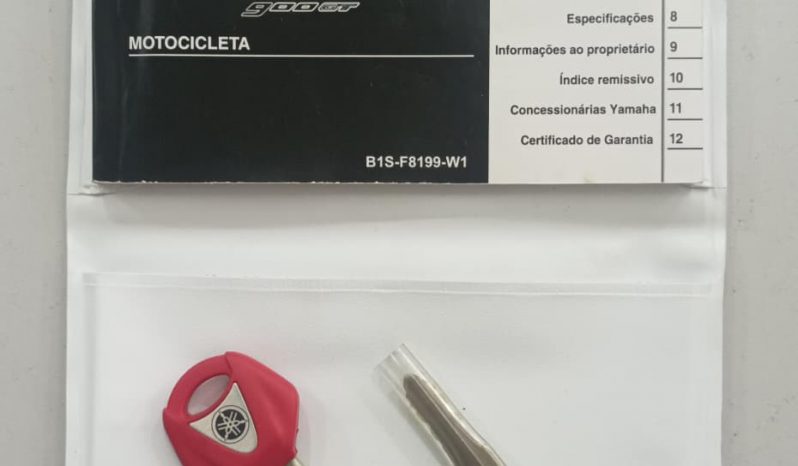 900GT
MOTOCICLETA
B1S-F8199-W1
Especificações 8
Informações ao proprietário 9
Índice remissivo 10
Concessionárias Yamaha 11
Certificado de Garantia 12